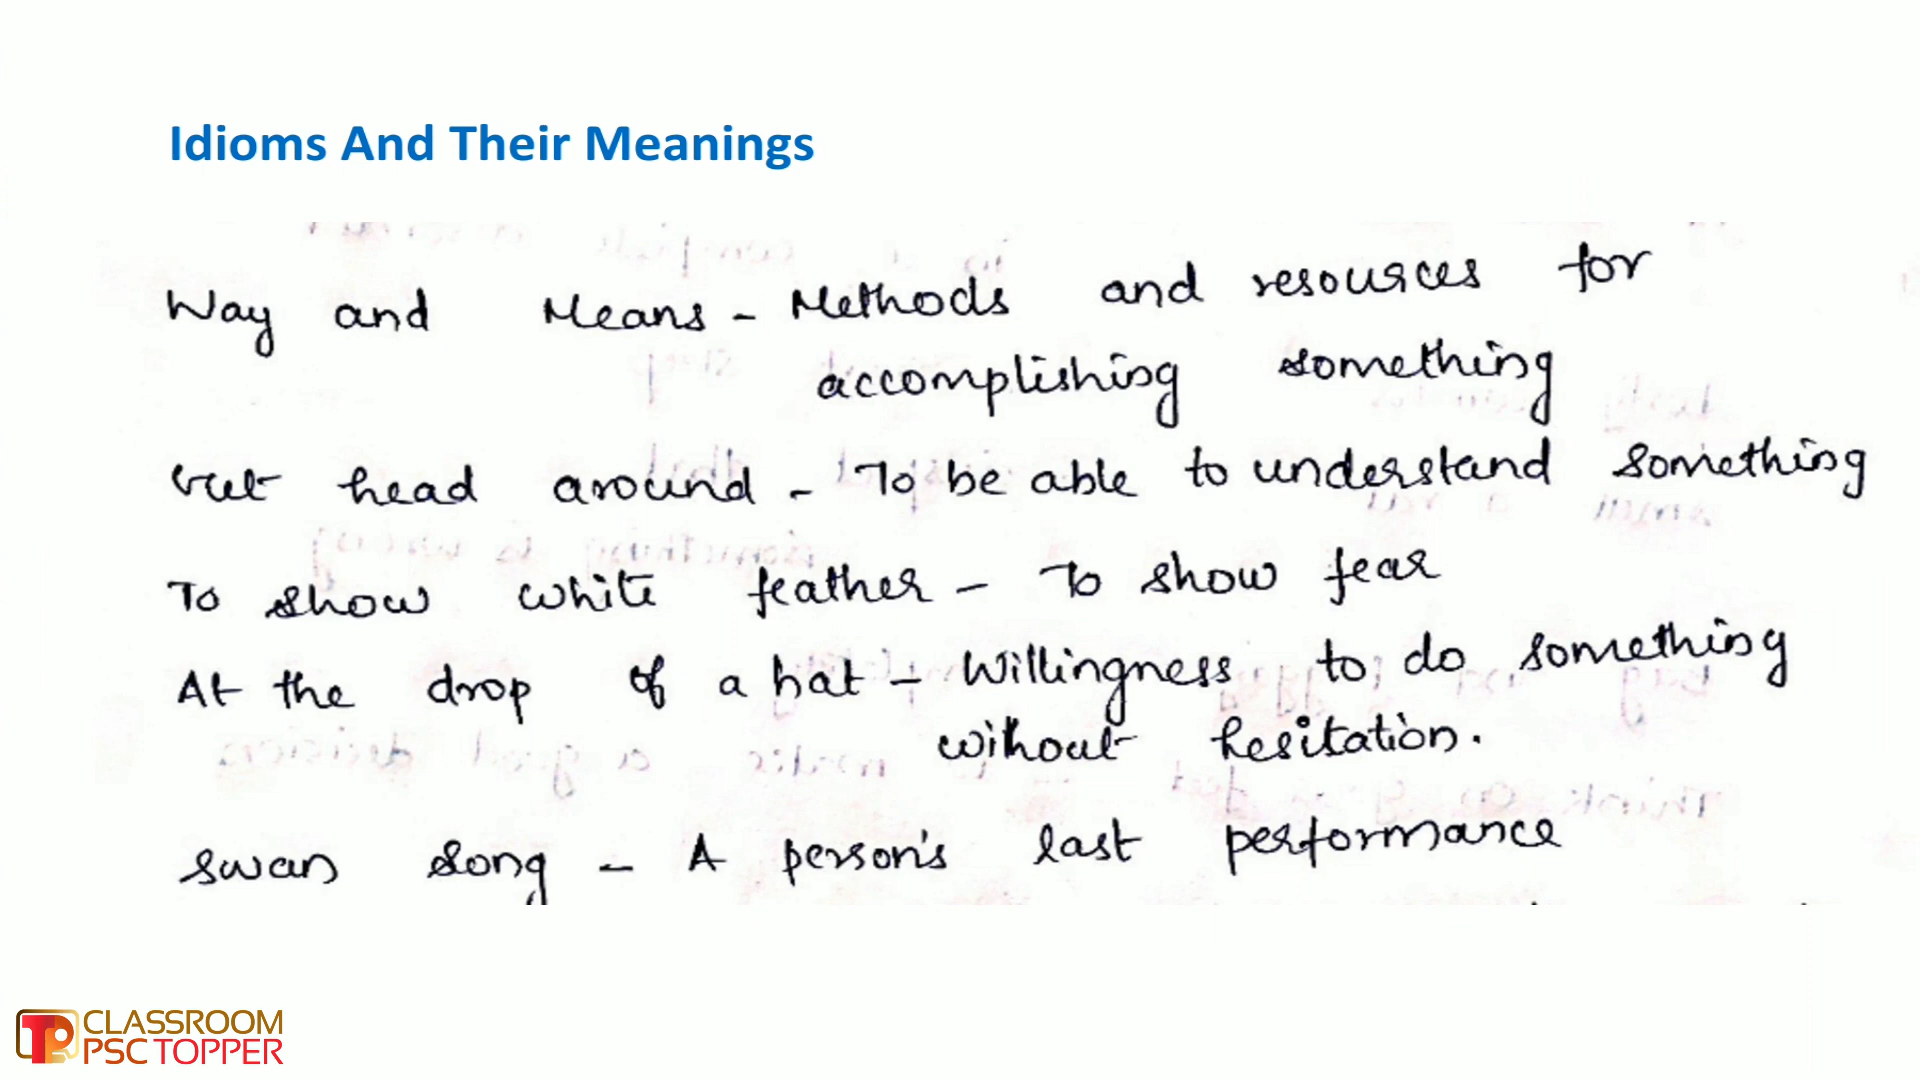 Idioms And Their Meanings
Way and Means - Methods and resources for
accomplishing something
Get head around - To be able to understand something
To show white feather - To show fear
At the drop of a hat - Willingness to do something
wihout hesitation.
Swan song - A person's last performance
CLASSROOM
PSC TOPPER